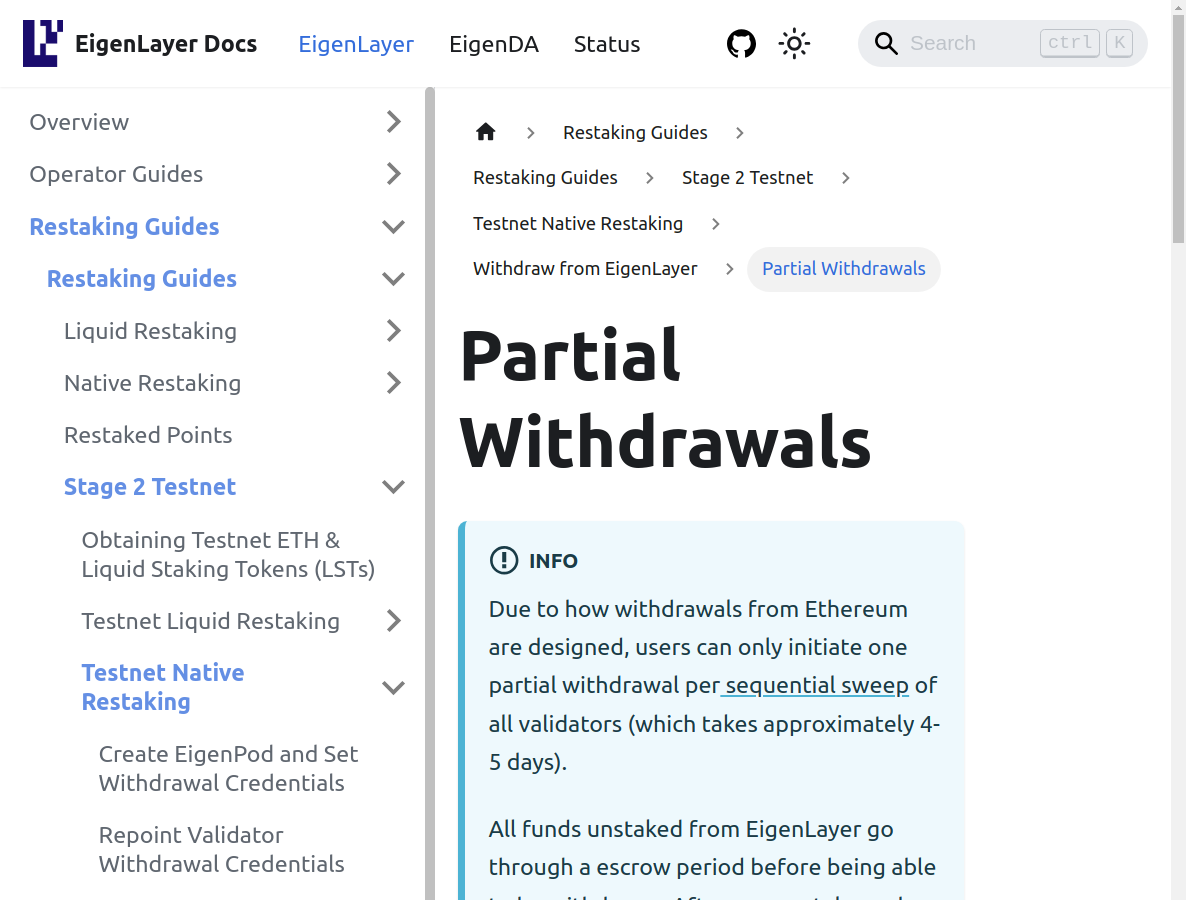 EigenLayer Docs
EigenLayer
EigenDA
Status
Search
ctrl
K
Overview
Operator Guides
Restaking Guides
Restaking Guides
Liquid Restaking
Native Restaking
Restaked Points
Stage 2 Testnet
Obtaining Testnet ETH &
Liquid Staking Tokens (LSTs)
Testnet Liquid Restaking
Testnet Native
Restaking
Create EigenPod and Set
Withdrawal Credentials
Repoint Validator
Withdrawal Credentials
Restaking Guides
Restaking Guides
Stage 2 Testnet
Testnet Native Restaking
Withdraw from EigenLayer
Partial Withdrawals
Partial
Withdrawals
INFO
Due to how withdrawals from Ethereum
are designed, users can only initiate one
partial withdrawal per sequential sweep of
all validators (which takes approximately 4-
5 days).
All funds unstaked from EigenLayer go
through a escrow period before being able